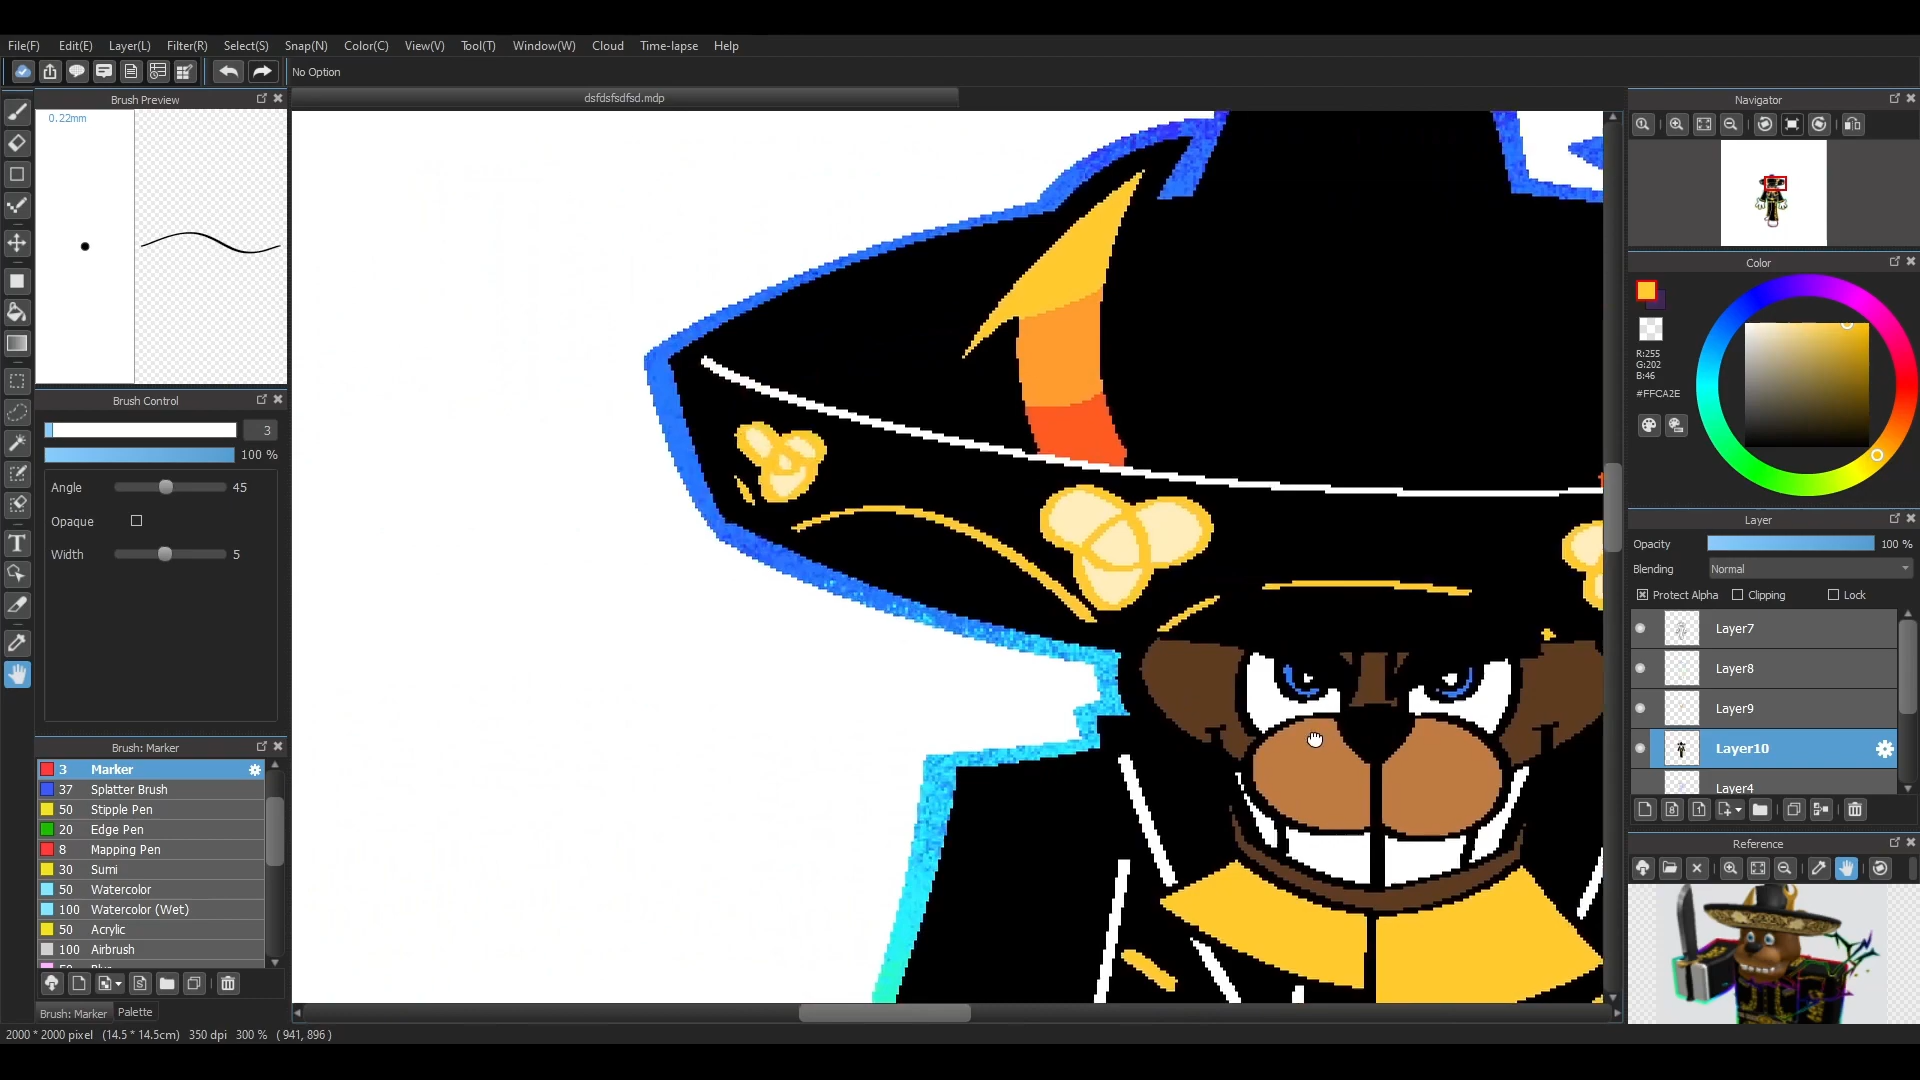 File(F) Edit(E) Layer(L) Filter(R) Select(S) Snap(N) Color(C) View(V) Tool(T) Window(W) Cloud Time-lapse Help
No Option
Brush Preview
dsfdsfsdfsd.mdp
Navigator
0.22mm
Color
R:255
G:202
B:46
#FFCA2E
Brush Control
3
100 %
Angle 45
Opaque
Width 5
Layer
Opacity 100 %
Blending Normal
Protect Alpha Clipping Lock
Layer7
Layer8
Layer9
Layer10
Layer4
Brush: Marker
3 Marker
37 Splatter Brush
50 Stipple Pen
20 Edge Pen
8 Mapping Pen
30 Sumi
50 Watercolor
100 Watercolor (Wet)
50 Acrylic
100 Airbrush
Reference
Brush: Marker Palette
2000 * 2000 pixel (14.5 * 14.5cm) 350 dpi 300 % ( 941, 896 )